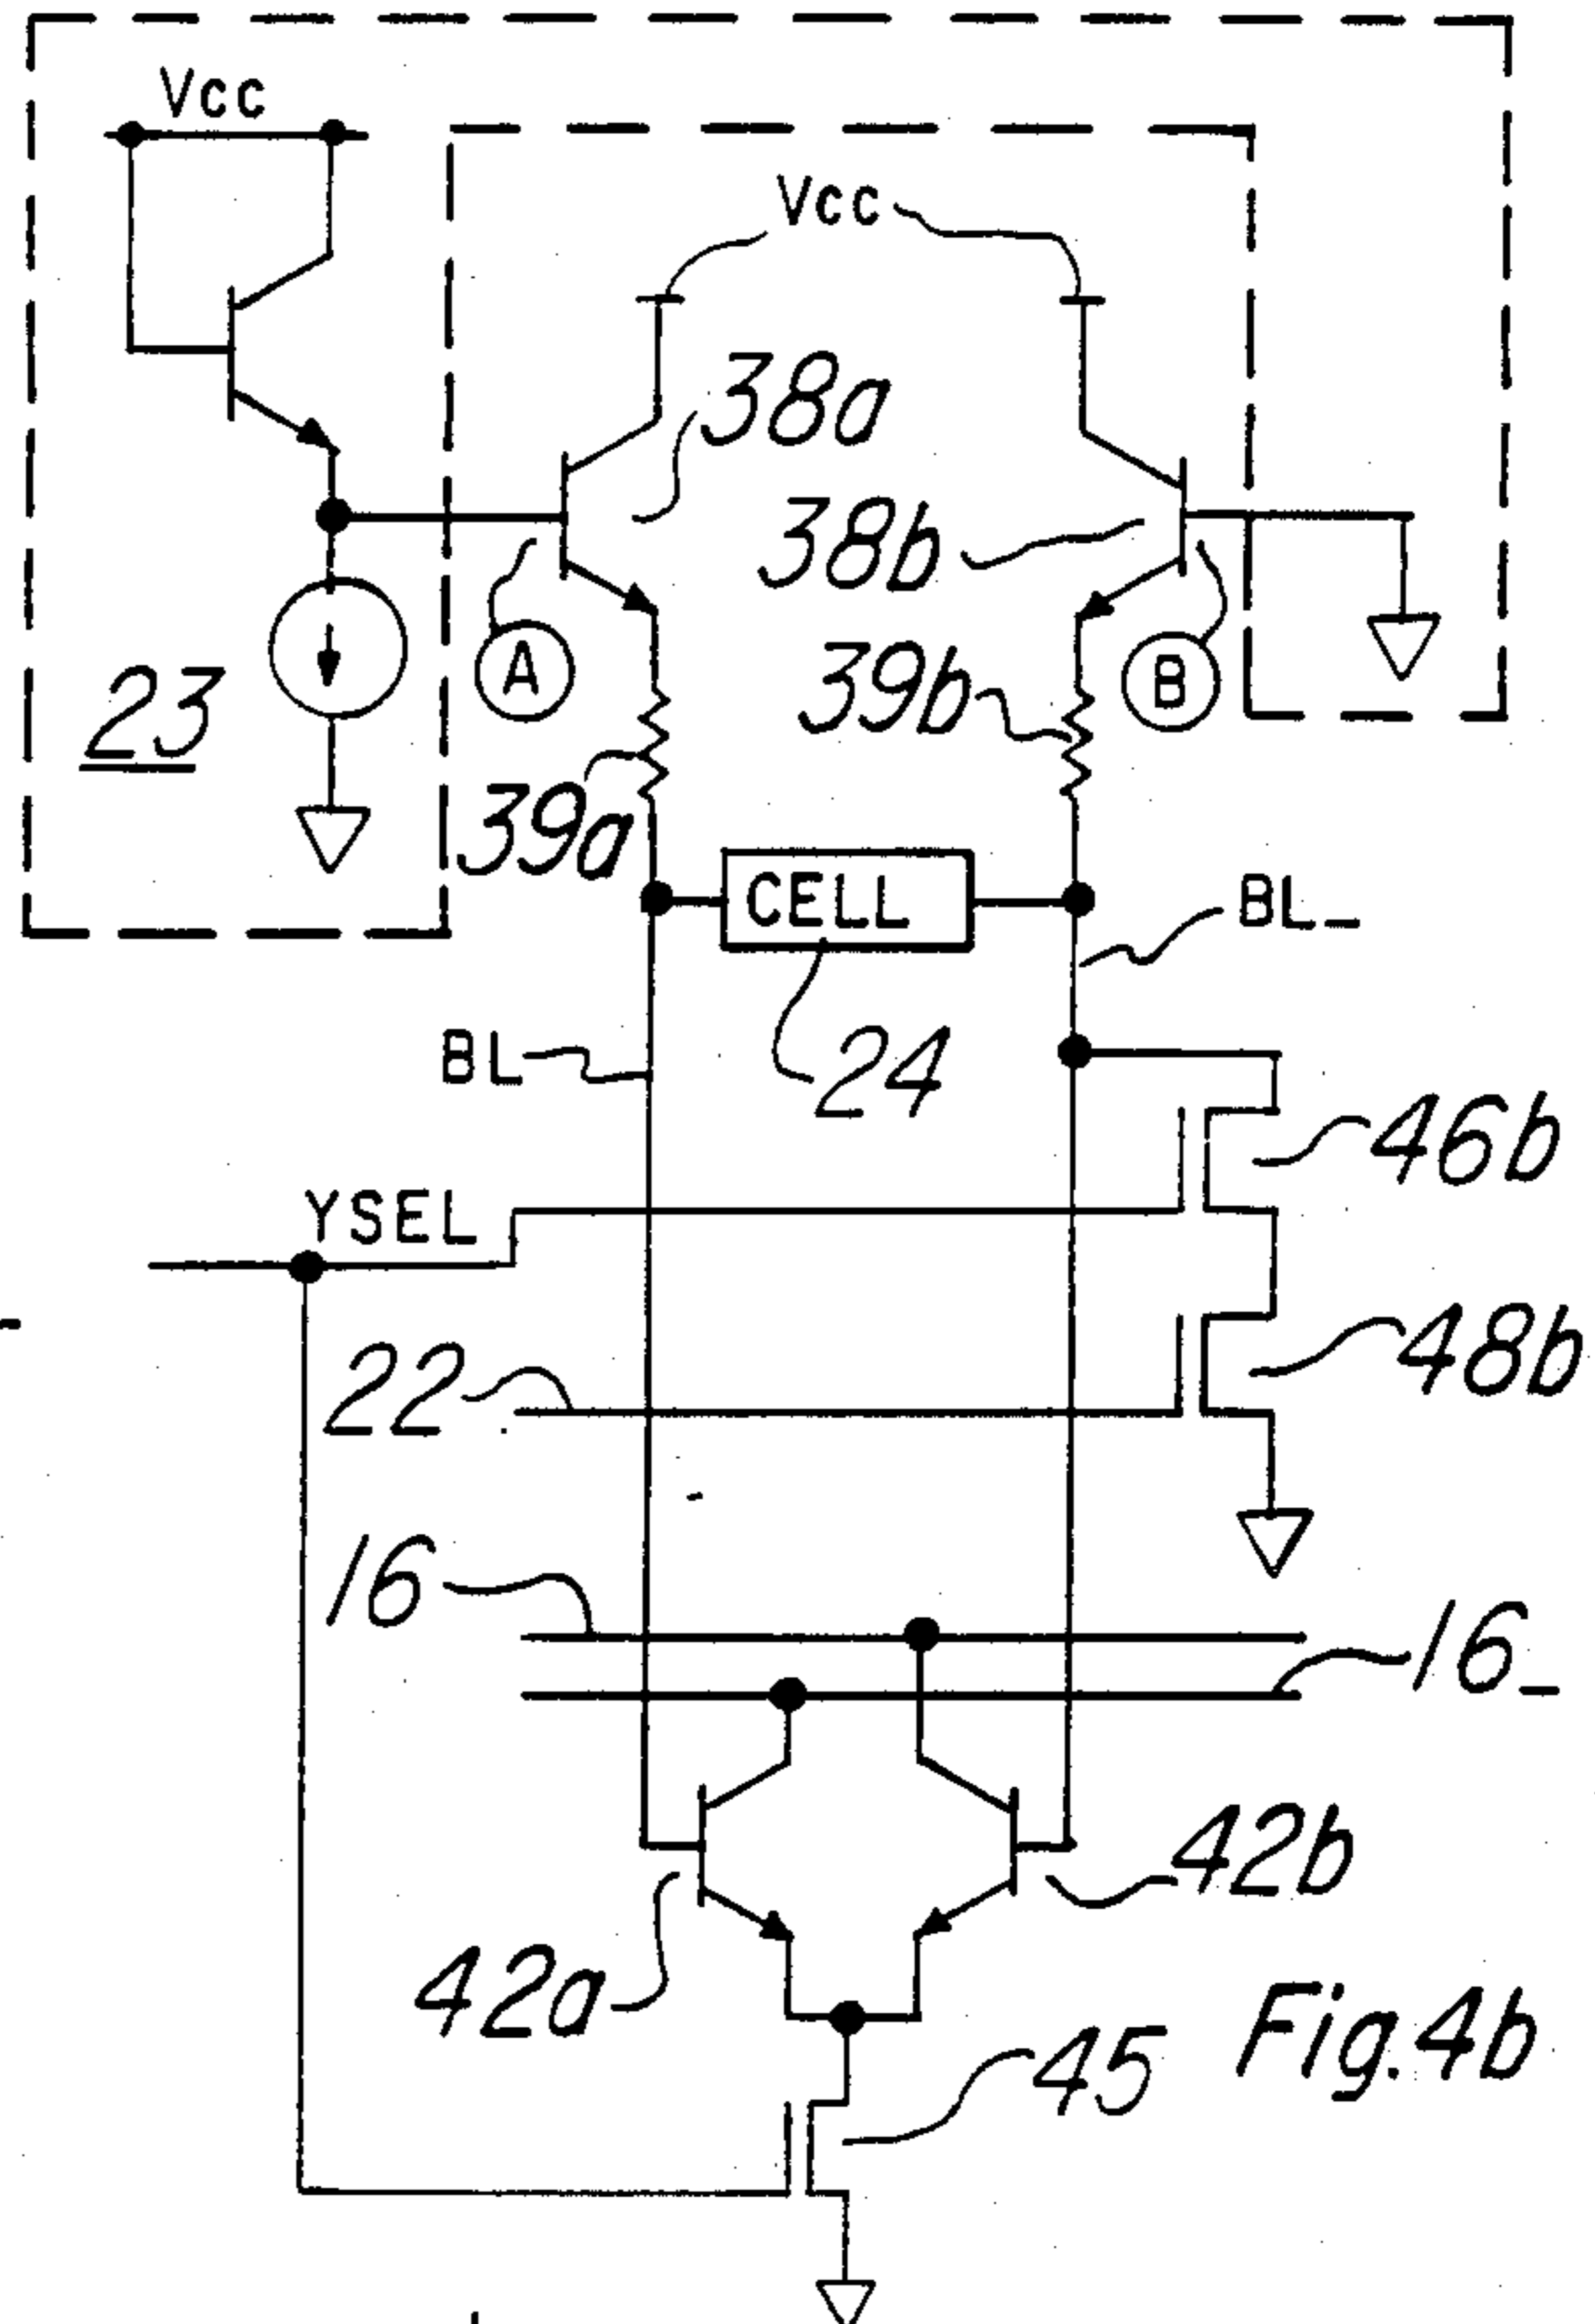 Vcc
Vcc
38a
38b
A
B
23
39b
39a
CELL
BL_
BL
24
46b
YSEL
48b
22
16
16_
42b
42a
45
Fig.4b